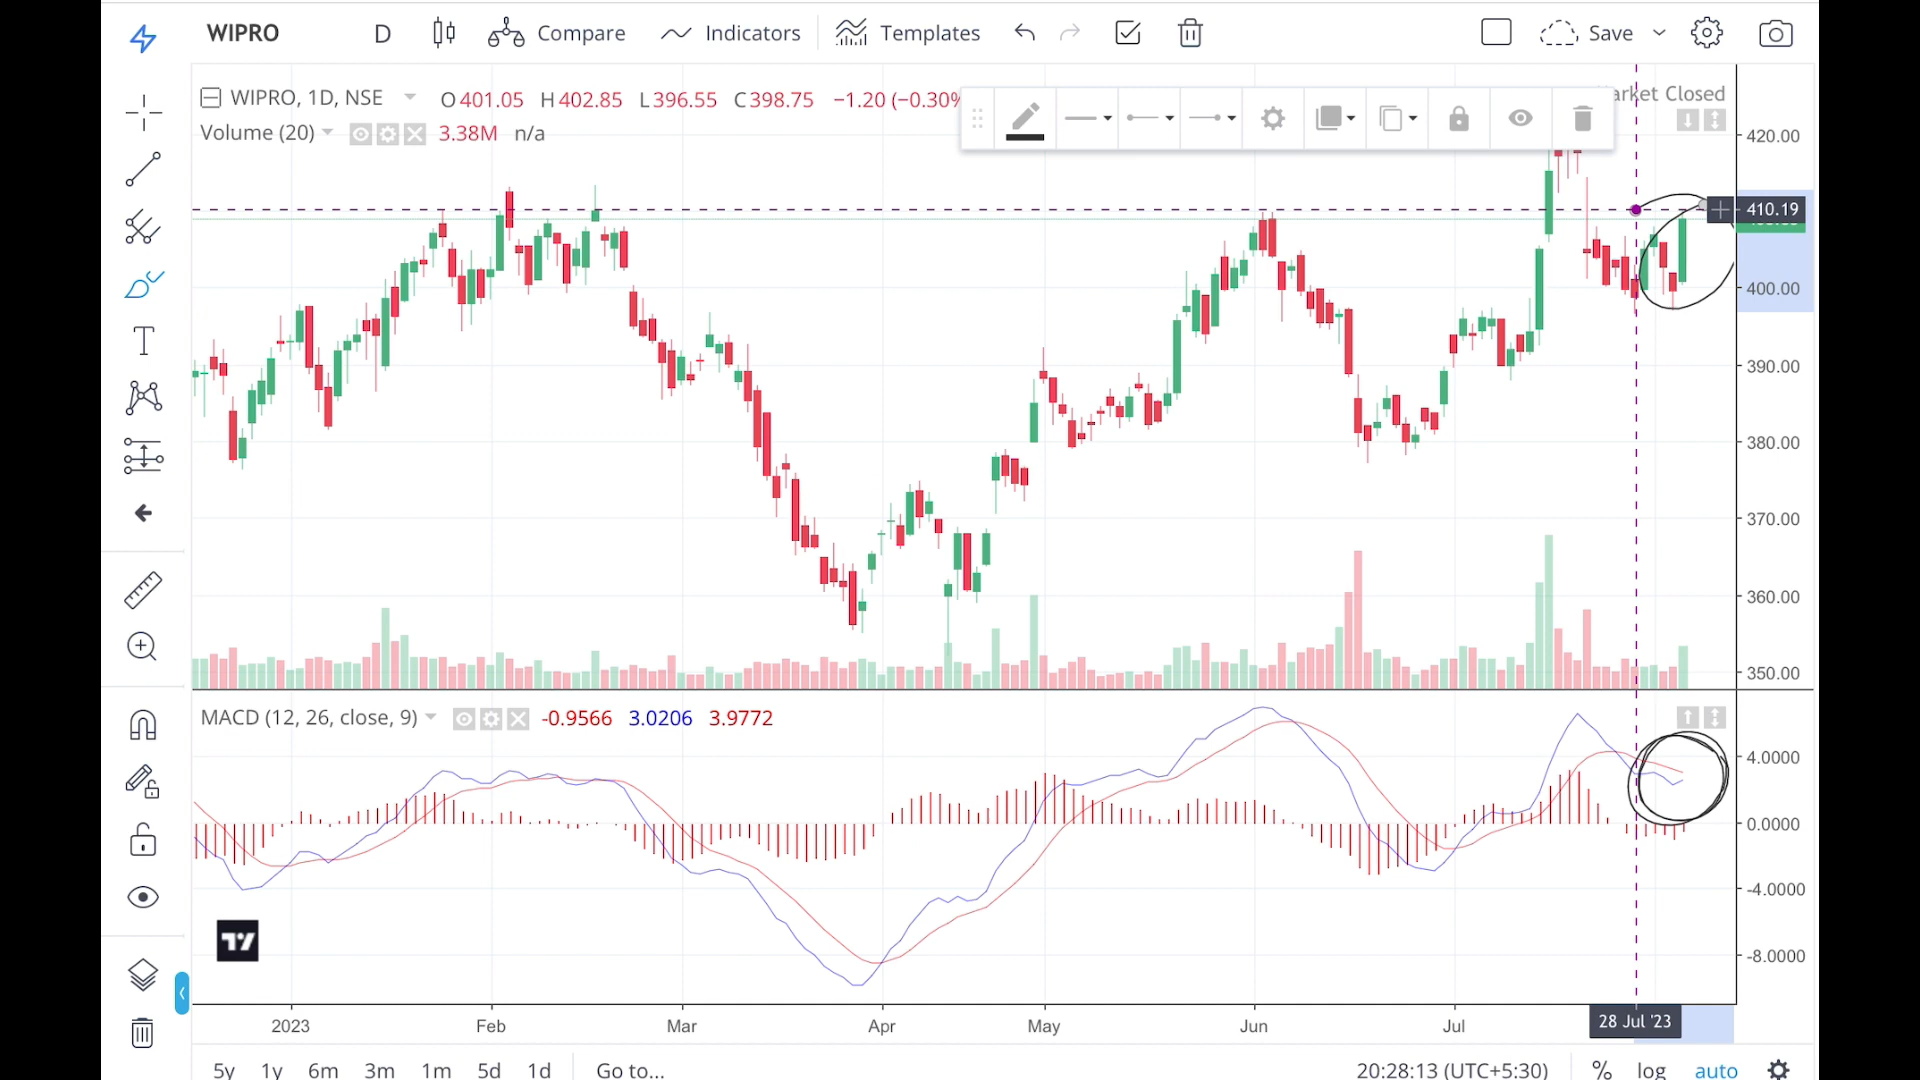 WIPRO D Compare Indicators Templates Save
WIPRO, 1D, NSE O401.05 H402.85 L396.55 C398.75 −1.20 (−0.30%
arket Closed
Volume (20) 3.38M n/a
420.00
410.19
400.00
390.00
380.00
370.00
360.00
350.00
MACD (12, 26, close, 9) -0.9566 3.0206 3.9772
4.0000
0.0000
-4.0000
-8.0000
2023 Feb Mar Apr May Jun Jul 28 Jul '23
5y 1y 6m 3m 1m 5d 1d Go to... 20:28:13 (UTC+5:30) % log auto